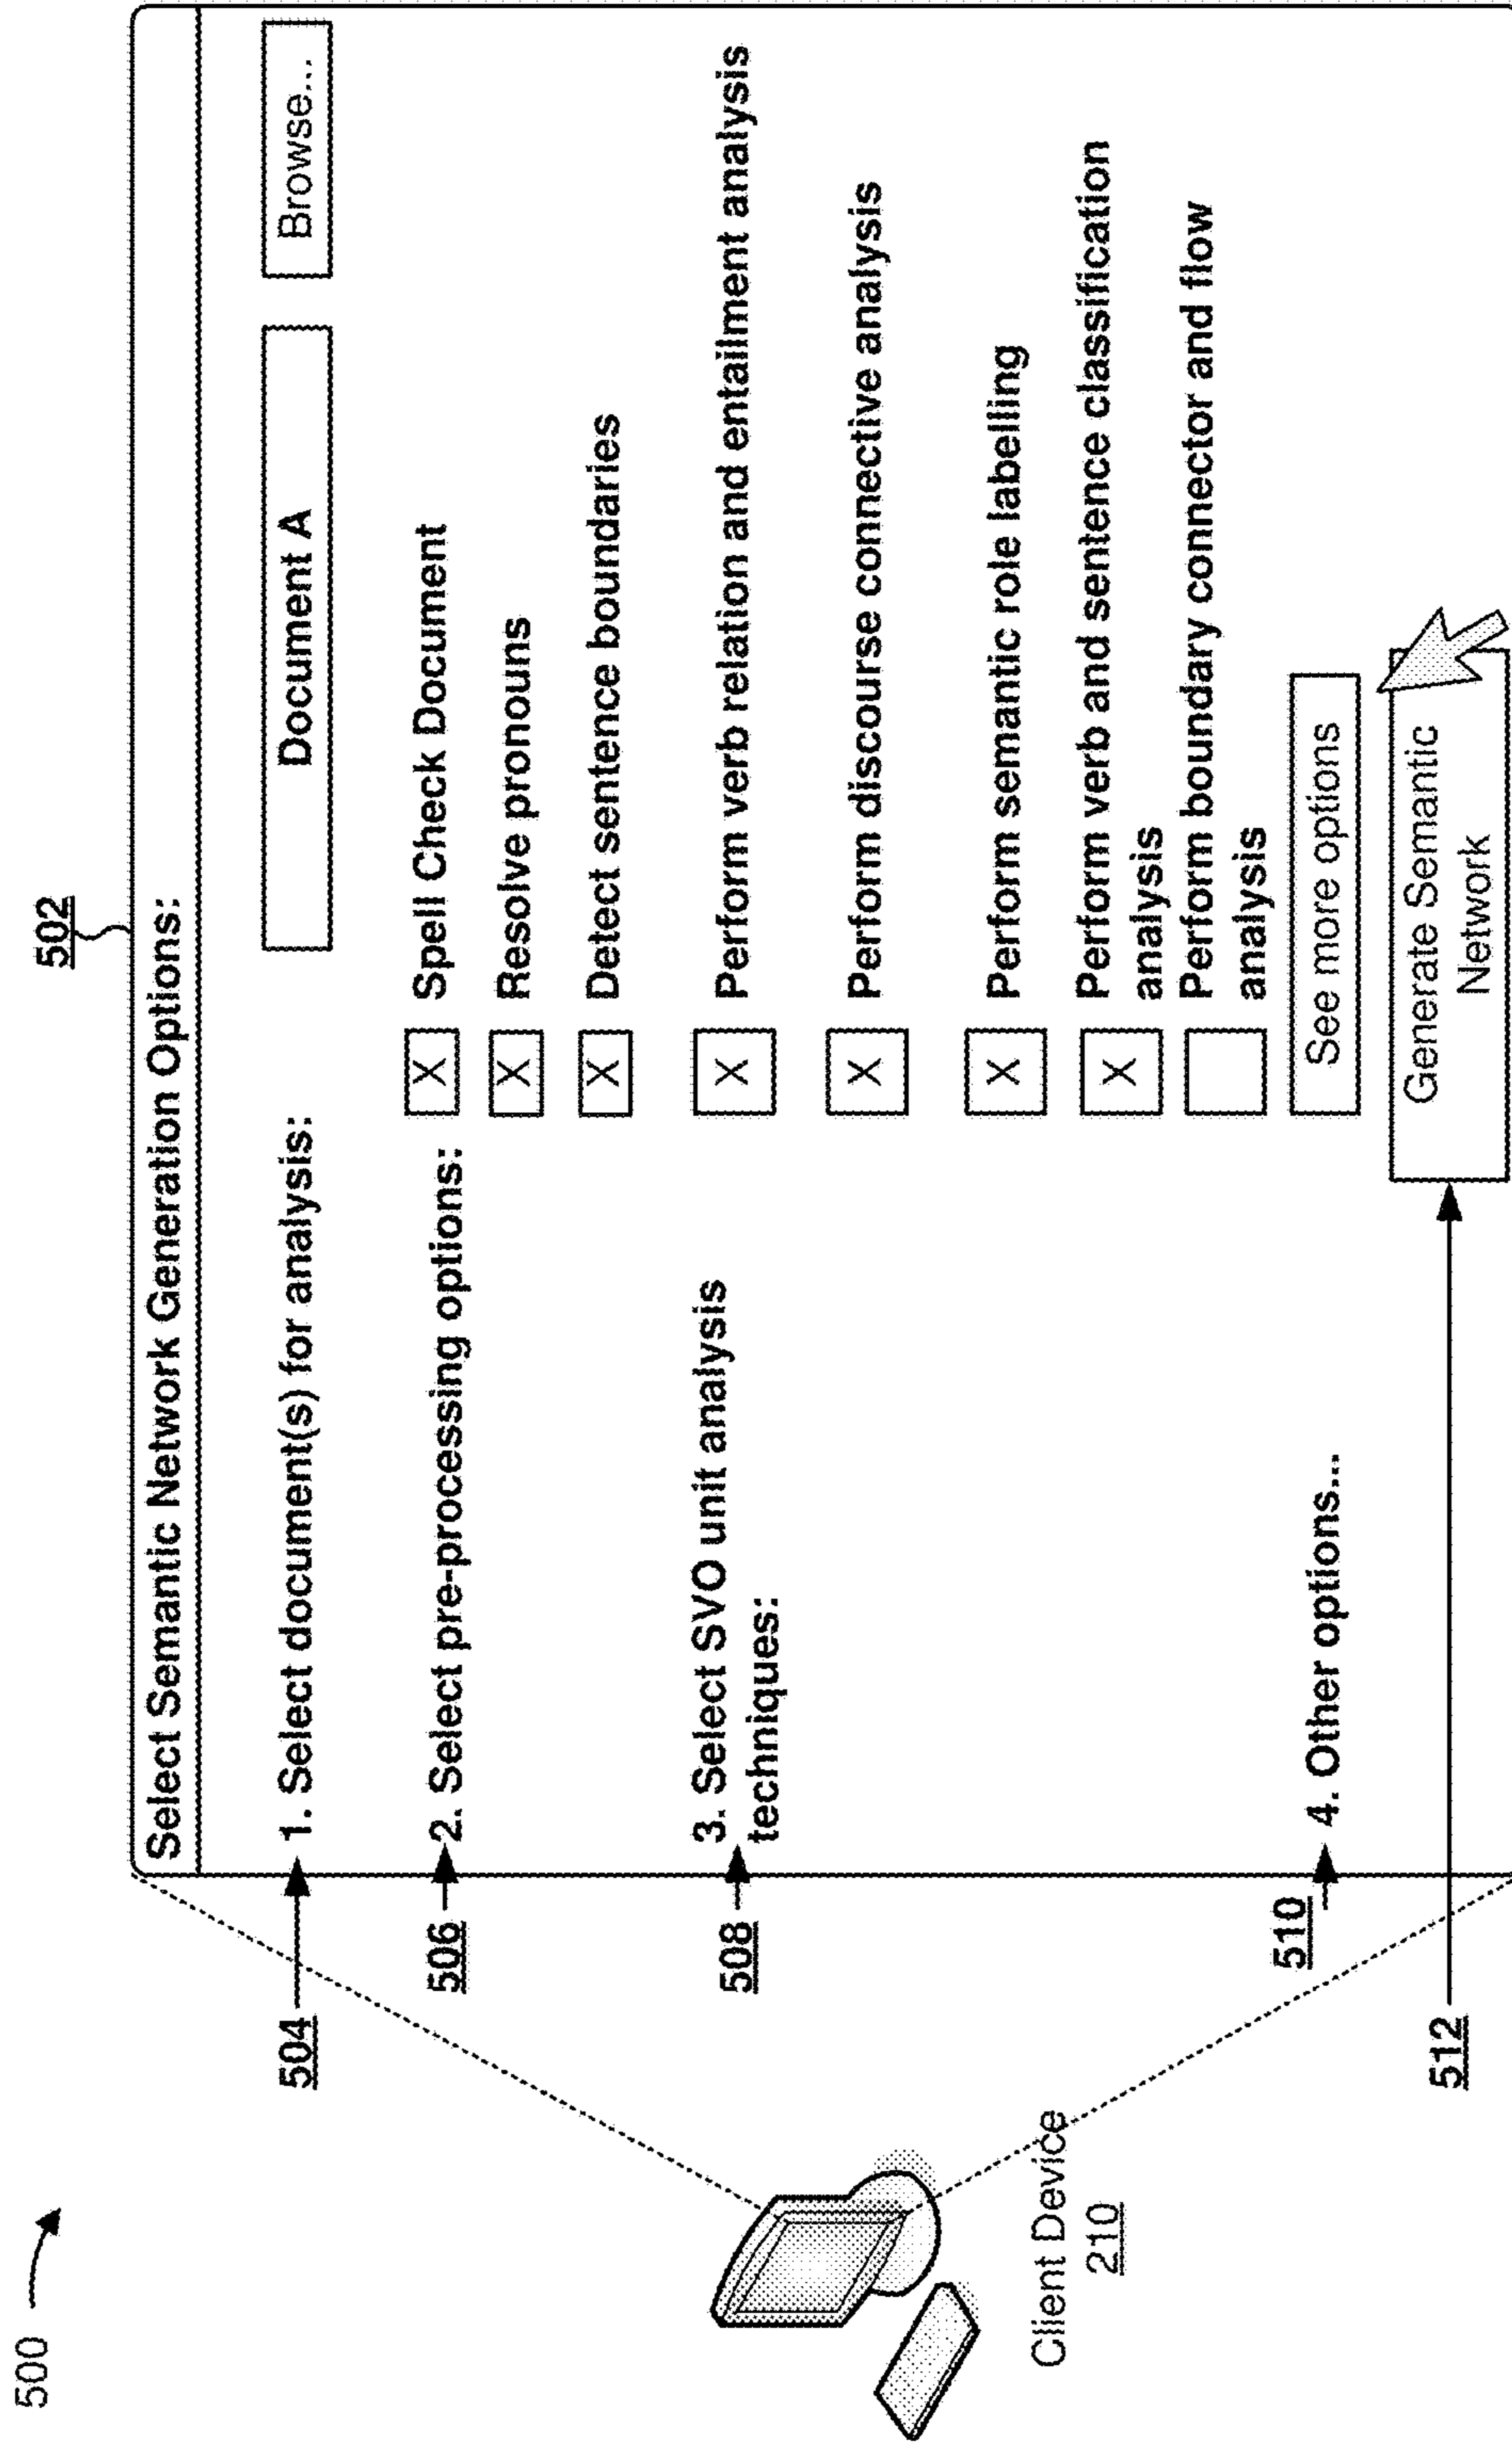 500
502
Select Semantic Network Generation Options:
504
1. Select document(s) for analysis:
Document A
Browse...
506
2. Select pre-processing options:
X
Spell Check Document
X
Resolve pronouns
X
Detect sentence boundaries
508
3. Select SVO unit analysis
techniques:
X
Perform verb relation and entailment analysis
X
Perform discourse connective analysis
X
Perform semantic role labelling
X
Perform verb and sentence classification
analysis
Perform boundary connector and flow
analysis
510
4. Other options...
See more options
512
Generate Semantic
Network
Client Device
210